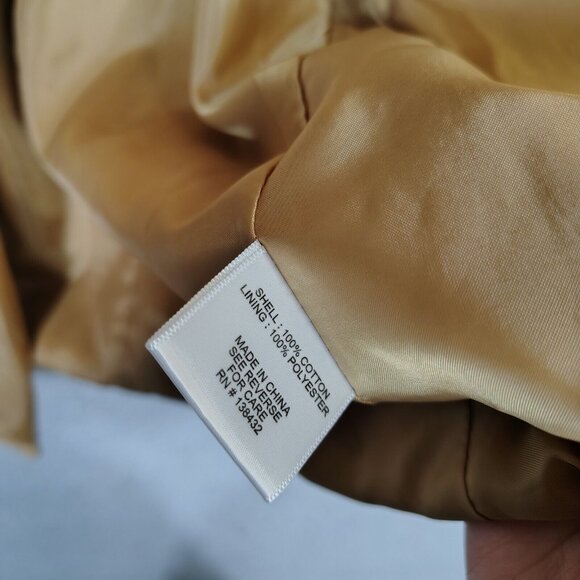 SHELL : 100% COTTON
LINING : 100% POLYESTER
MADE IN CHINA
SEE REVERSE
FOR CARE
RN # 138432